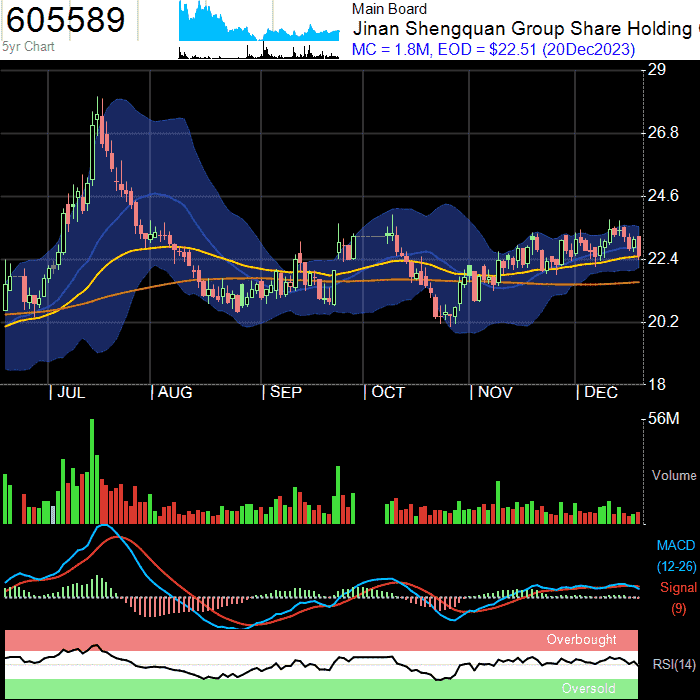 605589
5yr Chart
Main Board
Jinan Shengquan Group Share Holding
MC = 1.8M, EOD = $22.51 (20Dec2023)
29
26.8
24.6
22.4
20.2
18
| JUL | AUG | SEP | OCT | NOV | DEC
56M
Volume
MACD
(12-26)
Signal
(9)
Overbought
RSI(14)
Oversold